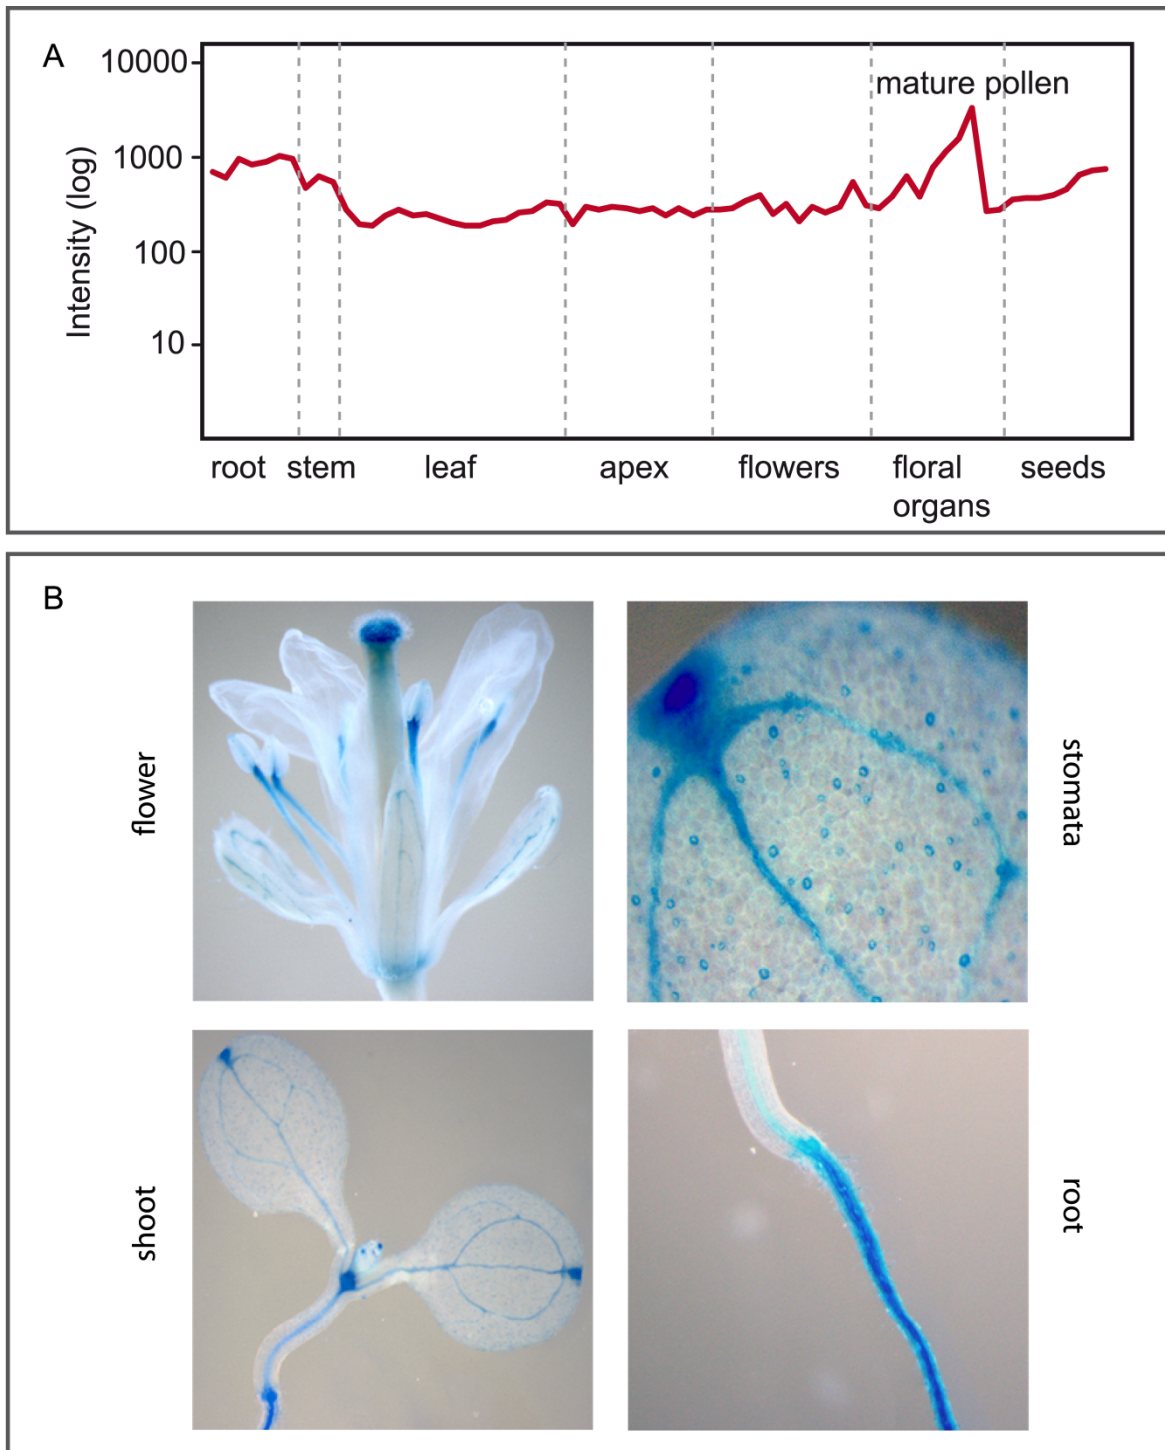 A
10000
1000
100
10
Intensity (log)
mature pollen
root stem leaf apex flowers floral organs seeds
B
flower
stomata
shoot
root